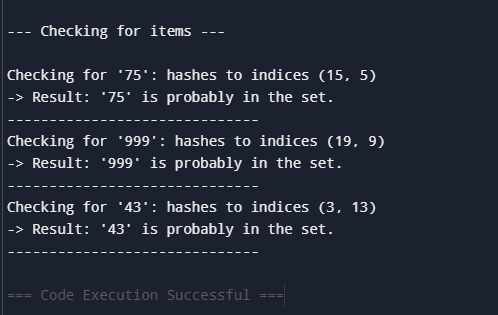 --- Checking for items ---
Checking for '75': hashes to indices (15, 5)
-> Result: '75' is probably in the set.
------------------------------
Checking for '999': hashes to indices (19, 9)
-> Result: '999' is probably in the set.
------------------------------
Checking for '43': hashes to indices (3, 13)
-> Result: '43' is probably in the set.
------------------------------
=== Code Execution Successful ===